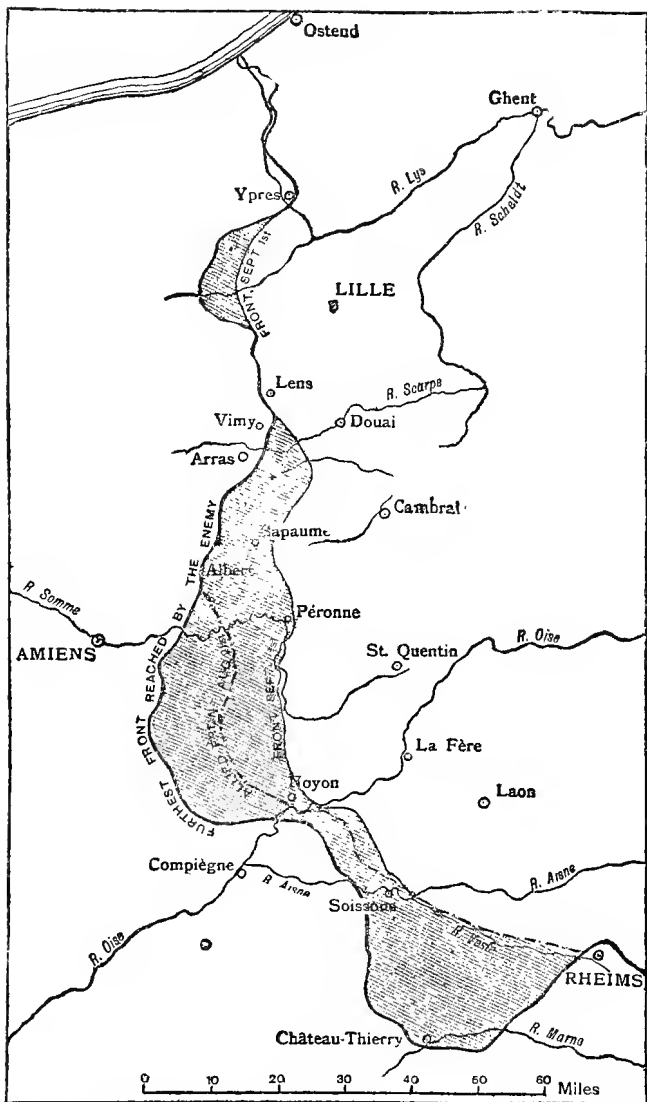 Ostend
Ghent
R. Lys
Ypres
R. Scheldt
FRONT, SEPT 1st
LILLE
Lens
R. Scarpe
Vimy
Douai
Arras
Cambrai
Bapaume
FURTHEST FRONT REACHED BY THE ENEMY
Albert
R. Somme
Péronne
AMIENS
St. Quentin
R. Oise
ALLIED FRONT
FRONT SEPT
La Fère
Noyon
Laon
Compiègne
R. Aisne
R. Aisne
Soissons
R. Oise
R. Vesle
RHEIMS
Château-Thierry
R. Marne
0 10 20 30 40 50 60 Miles